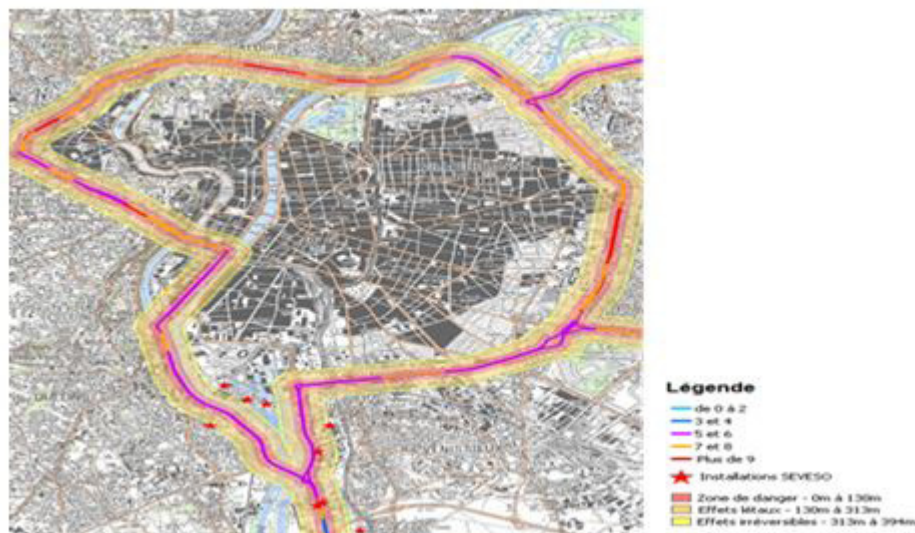 Légende
de 0 à 2
3 et 4
5 et 6
7 et 8
Plus de 9
Installations SEVESO
Zone de danger - 0m à 130m
Effets létaux - 130m à 313m
Effets irréversibles - 313m à 394m